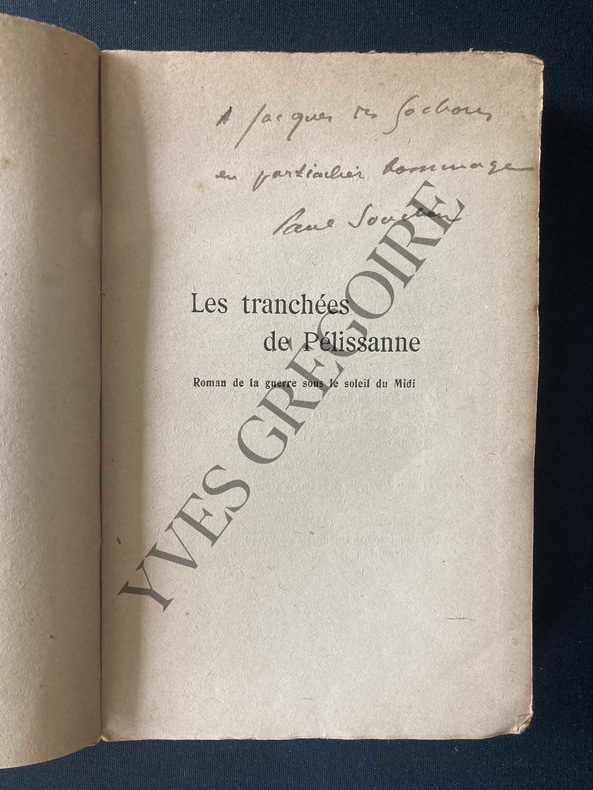 A Jacques des Gachons
en particulier hommage
Paul Souchon
Les tranchées
de Pélissanne
Roman de la guerre sous le soleil du Midi
YVES GREGOIRE